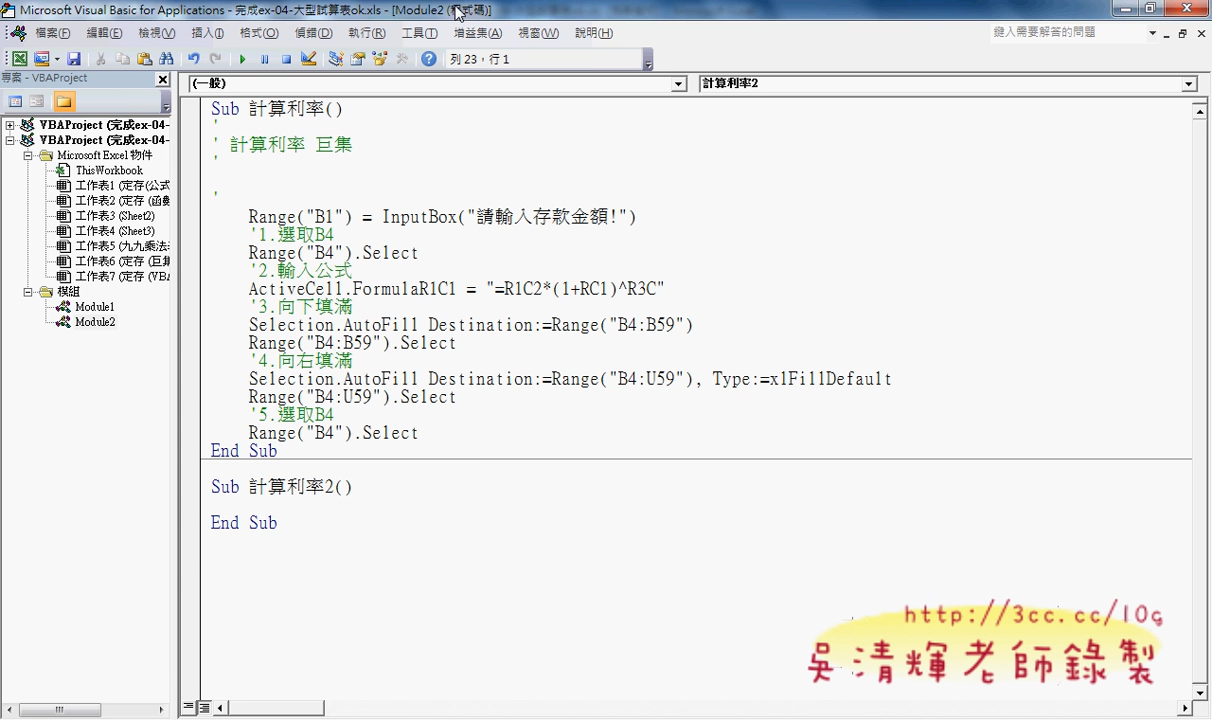 Microsoft Visual Basic for Applications - 完成ex-04-大型試算表ok.xls - [Module2 (程式碼)]
檔案(F) 編輯(E) 檢視(V) 插入(I) 格式(O) 偵錯(D) 執行(R) 工具(T) 增益集(A) 視窗(W) 說明(H) 鍵入需要解答的問題
列 23，行 1
專案 - VBAProject
(一般) 計算利率2
VBAProject (完成ex-04-
VBAProject (完成ex-04-
Microsoft Excel 物件
ThisWorkbook
工作表1 (定存(公式
工作表2 (定存 (函數
工作表3 (Sheet2)
工作表4 (Sheet3)
工作表5 (九九乘法
工作表6 (定存 (巨集
工作表7 (定存 (VBA
模組
Module1
Module2
Sub 計算利率()
'
' 計算利率 巨集
'
'
Range("B1") = InputBox("請輸入存款金額!")
'1.選取B4
Range("B4").Select
'2.輸入公式
ActiveCell.FormulaR1C1 = "=R1C2*(1+RC1)^R3C"
'3.向下填滿
Selection.AutoFill Destination:=Range("B4:B59")
Range("B4:B59").Select
'4.向右填滿
Selection.AutoFill Destination:=Range("B4:U59"), Type:=xlFillDefault
Range("B4:U59").Select
'5.選取B4
Range("B4").Select
End Sub
Sub 計算利率2()
End Sub
http://3cc.cc/10g
吳清輝老師錄製